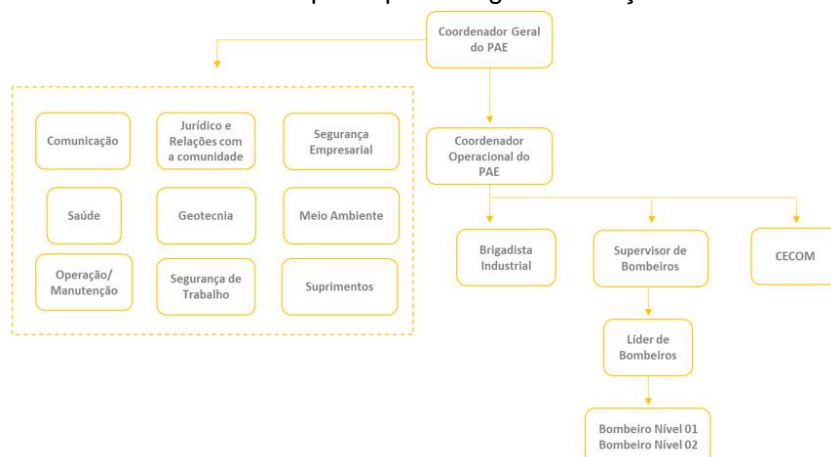 Coordenador Geral
do PAE
Comunicação
Jurídico e
Relações com
a comunidade
Segurança
Empresarial
Coordenador
Operacional do
PAE
Saúde
Geotecnia
Meio Ambiente
Brigadista
Industrial
Supervisor de
Bombeiros
CECOM
Operação/
Manutenção
Segurança de
Trabalho
Suprimentos
Líder de
Bombeiros
Bombeiro Nível 01
Bombeiro Nível 02